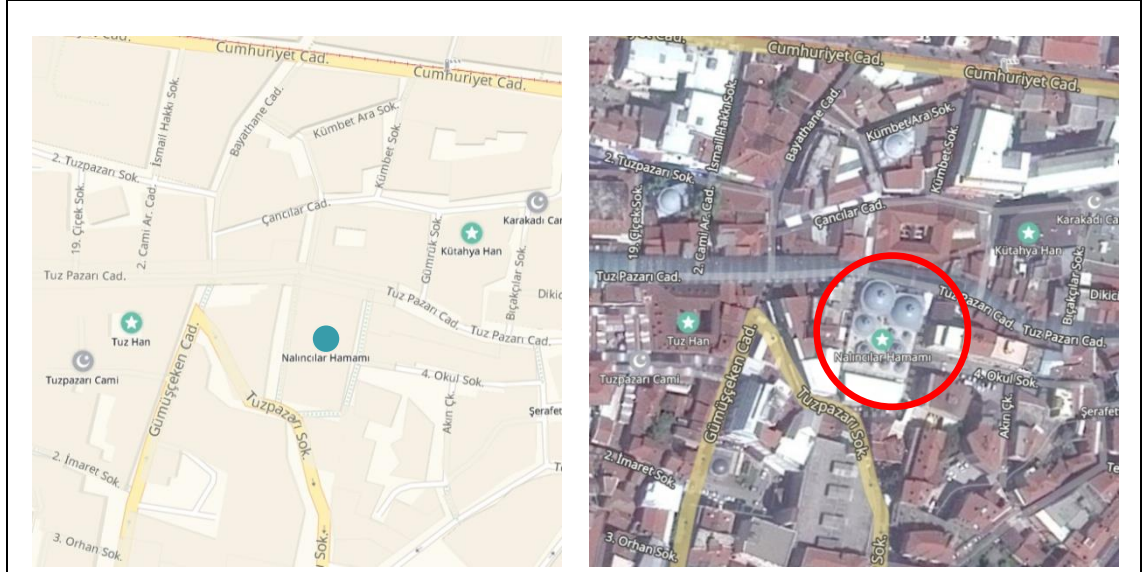 Cumhuriyet Cad.
Cumhuriyet Cad.
İsmail Hakkı Sok.
Bayathane Cad.
Kümbet Ara Sok.
Kümbet Sok.
2. Tuzpazarı Sok.
19. Çiçek Sok.
2. Cami Ar. Cad.
Çancılar Cad.
Karakadı Ca
Kütahya Han
Gümrük Sok.
Bıçakçılar Sok.
Tuz Pazarı Cad.
Tuz Pazarı Cad.
Tuz Pazarı Cad.
Dikic
Tuz Han
Nalıncılar Hamamı
Tuzpazarı Cami
Gümüşçeken Cad.
Tuzpazarı Sok.
4. Okul Sok.
Akın Çk.
Şerafet
2. İmaret Sok.
3. Orhan Sok.
Sok.
Cumhuriyet Cad.
Cumhuriyet Cad.
İsmail Hakkı Sok.
Bayathane Cad.
Kümbet Ara Sok.
Kümbet Sok.
2. Tuzpazarı Sok.
19. Çiçek Sok.
2. Cami Ar. Cad.
Çancılar Cad.
Karakadı Ca
Kütahya Han
Bıçakçılar Sok.
Tuz Pazarı Cad.
Tuz Pazarı Cad.
Tuz Pazarı Cad.
Dikici
Tuz Han
Nalıncılar Hamamı
Tuzpazarı Cami
Gümüşçeken Cad.
Tuzpazarı Sok.
4. Okul Sok.
Akın Çk.
Şerafet
2. İmaret Sok.
Te
3. Orhan Sok.
Sok.